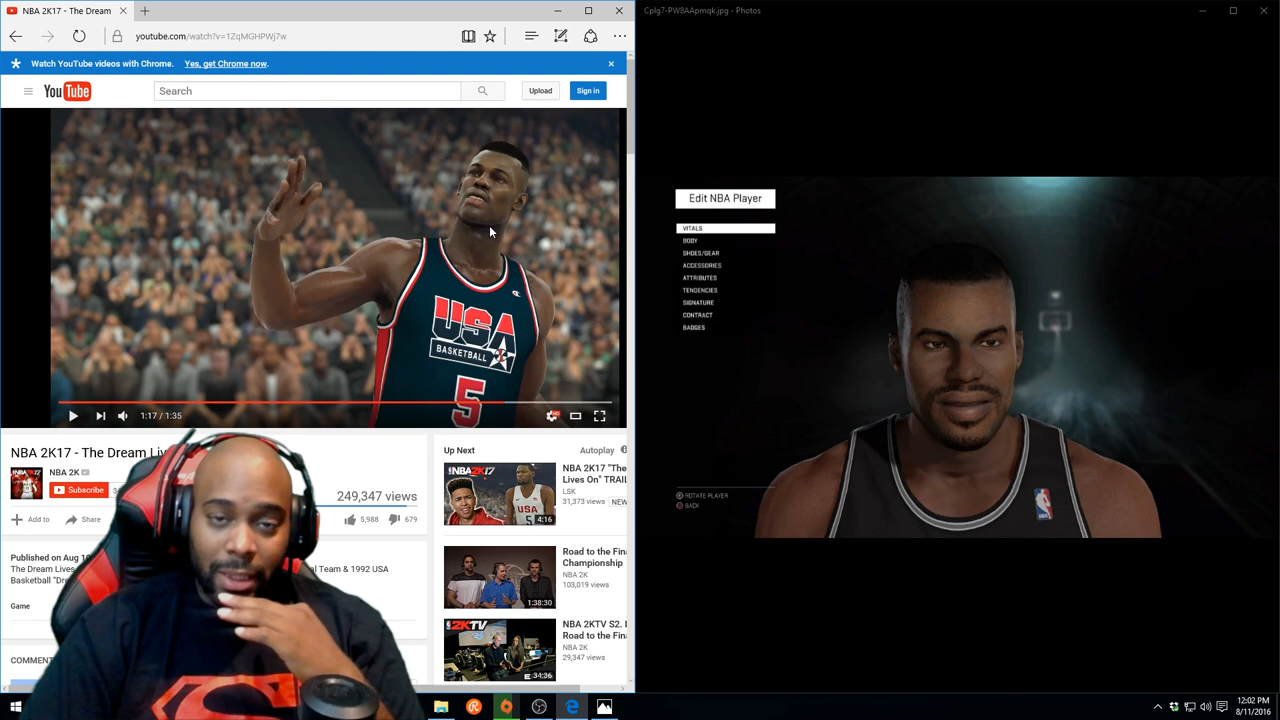 NBA 2K17 - The Dream
youtube.com/watch?v=1ZqMGHPWj7w
Watch YouTube videos with Chrome. Yes, get Chrome now.
YouTube
Search
Upload
Sign in
USA
BASKETBALL
5
1:17 / 1:35
NBA 2K17 - The Dream Liv
NBA 2K
Subscribe
249,347 views
Add to
Share
5,988
679
Published on Aug 10
The Dream Lives
al Team & 1992 USA
Basketball "Dre
Game
COMMENT
Up Next
Autoplay
NBA 2K17
NBA 2K17 "The
Lives On" TRAIL
LSK
31,373 views
NEW
4:16
Road to the Fina
Championship
NBA 2K
103,019 views
1:38:30
2KTV
NBA 2KTV S2.
Road to the Fina
NBA 2K
29,347 views
34:36
Cplg7-PW8AApmqk.jpg - Photos
Edit NBA Player
VITALS
BODY
SHOES/GEAR
ACCESSORIES
ATTRIBUTES
TENDENCIES
SIGNATURE
CONTRACT
BADGES
ROTATE PLAYER
BACK
12:02 PM
8/11/2016